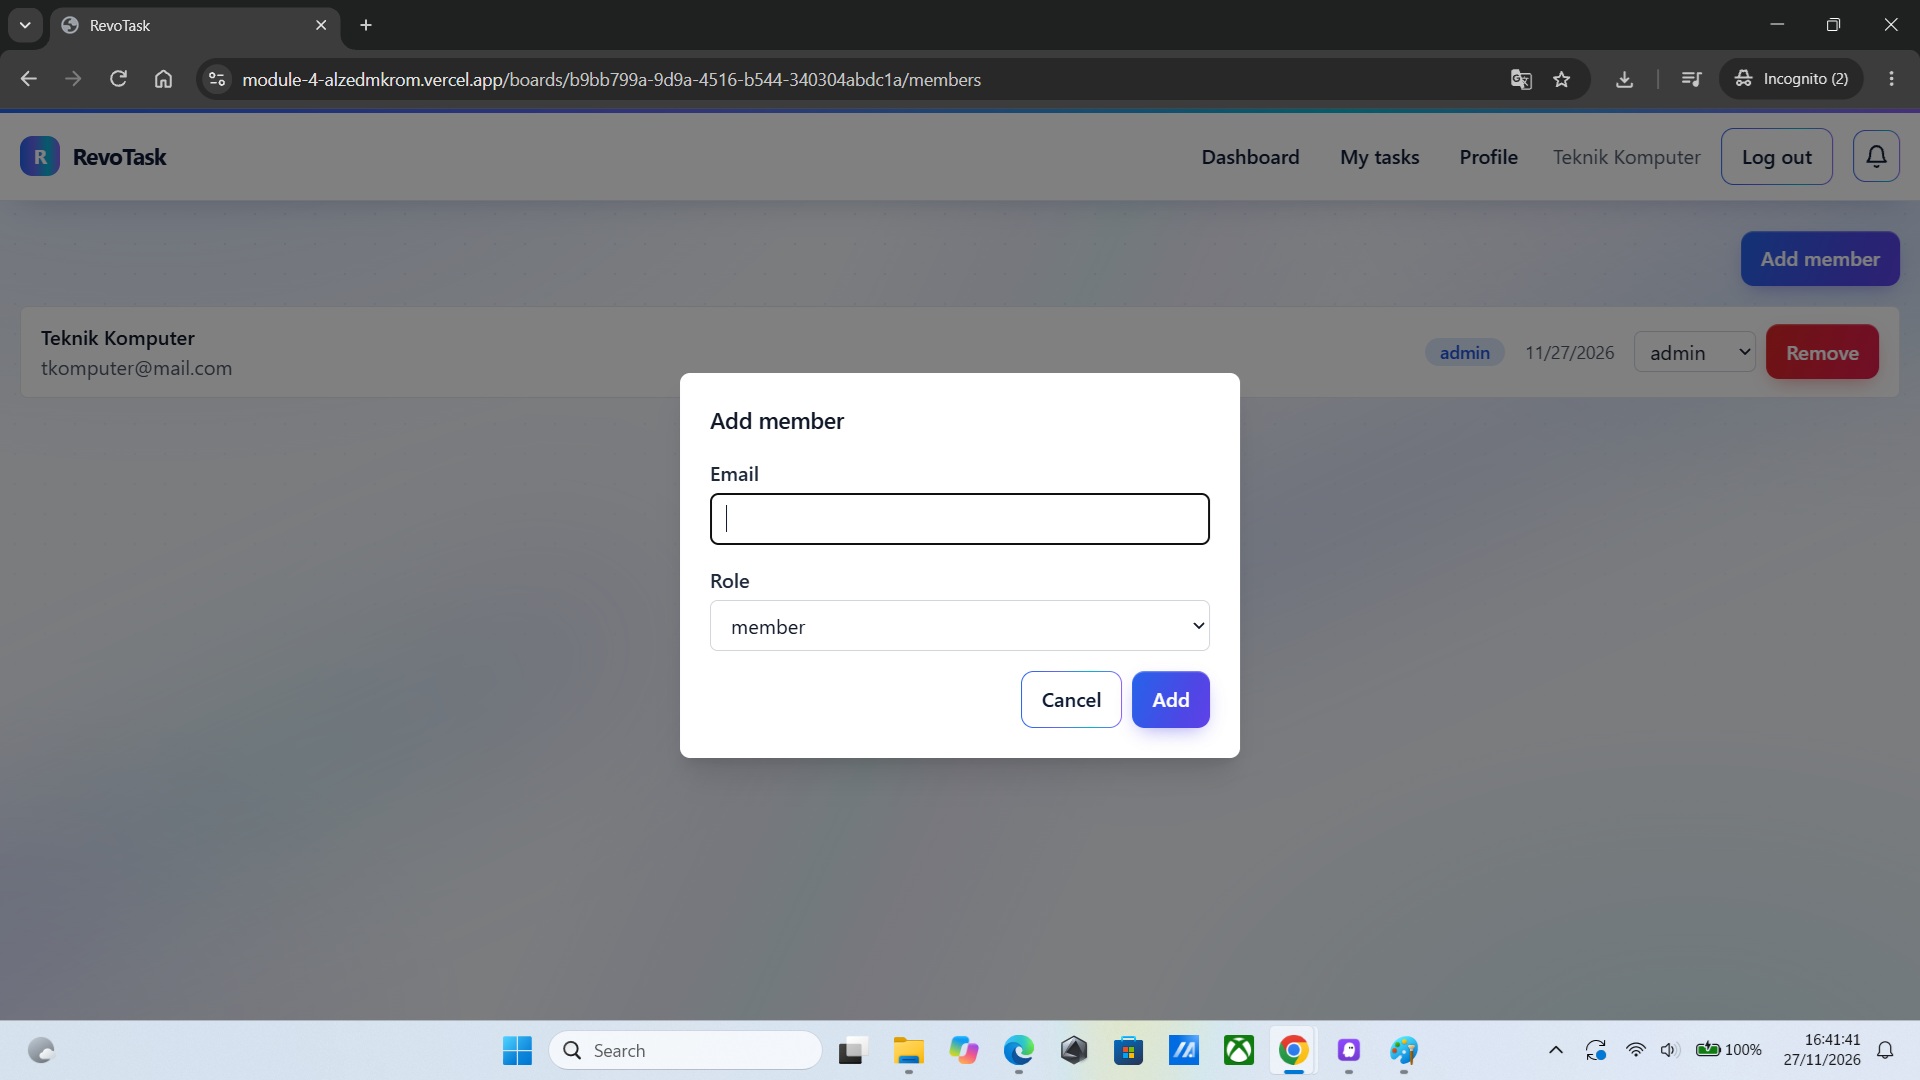 RevoTask
module-4-alzedmkrom.vercel.app/boards/b9bb799a-9d9a-4516-b544-340304abdc1a/members
Incognito (2)
R RevoTask
Dashboard My tasks Profile Teknik Komputer Log out
Add member
Teknik Komputer
tkomputer@mail.com
admin 11/27/2026 admin Remove
Add member
Email
Role
member
Cancel Add
Search
100%
16:41:41
27/11/2026